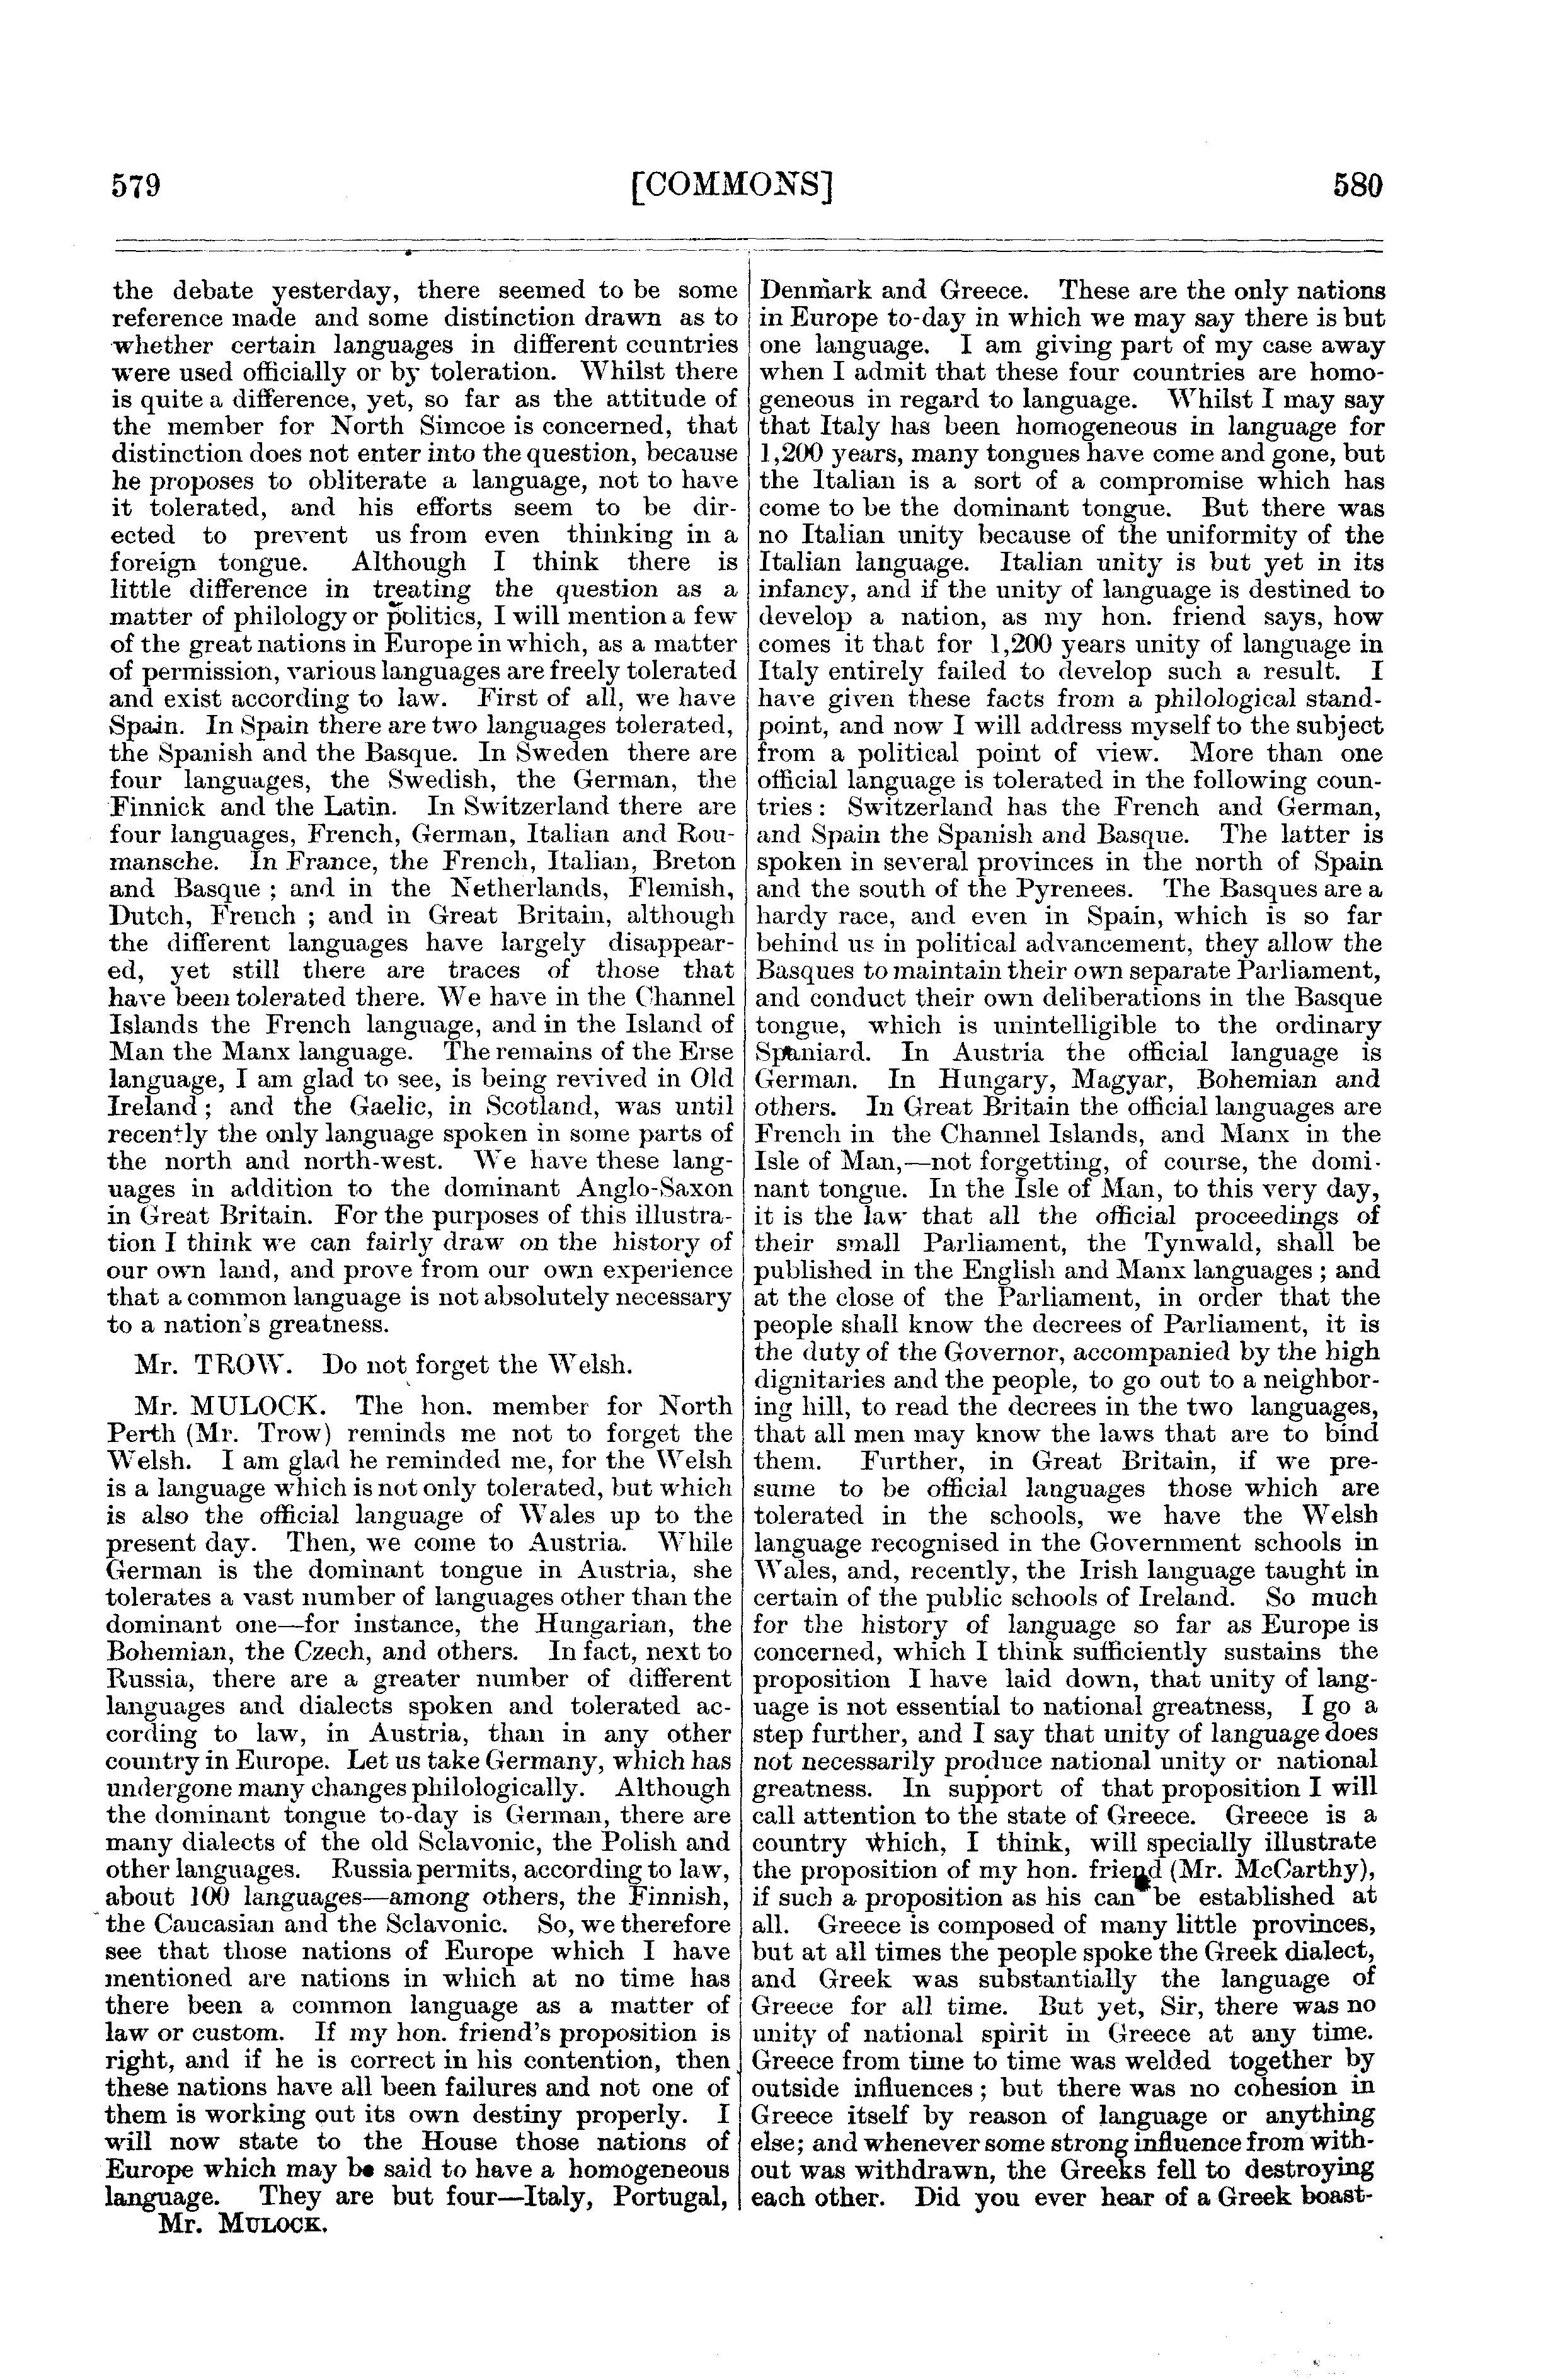 579
[COMMONS]
580
the debate yesterday, there seemed to be some
reference made and some distinction drawn as to
whether certain languages in different countries
were used officially or by toleration. Whilst there
is quite a difference, yet, so far as the attitude of
the member for North Simcoe is concerned, that
distinction does not enter into the question, because
he proposes to obliterate a language, not to have
it tolerated, and his efforts seem to be dir-
ected to prevent us from even thinking in a
foreign tongue. Although I think there is
little difference in treating the question as a
matter of philology or politics, I will mention a few
of the great nations in Europe in which, as a matter
of permission, various languages are freely tolerated
and exist according to law. First of all, we have
Spain. In Spain there are two languages tolerated,
the Spanish and the Basque. In Sweden there are
four languages, the Swedish, the German, the
Finnick and the Latin. In Switzerland there are
four languages, French, German, Italian and Rou-
mansche. In France, the French, Italian, Breton
and Basque ; and in the Netherlands, Flemish,
Dutch, French ; and in Great Britain, although
the different languages have largely disappear-
ed, yet still there are traces of those that
have been tolerated there. We have in the Channel
Islands the French language, and in the Island of
Man the Manx language. The remains of the Erse
language, I am glad to see, is being revived in Old
Ireland ; and the Gaelic, in Scotland, was until
recently the only language spoken in some parts of
the north and north-west. We have these lang-
uages in addition to the dominant Anglo-Saxon
in Great Britain. For the purposes of this illustra-
tion I think we can fairly draw on the history of
our own land, and prove from our own experience
that a common language is not absolutely necessary
to a nation's greatness.
Mr. TROW. Do not forget the Welsh.
Mr. MULOCK. The hon. member for North
Perth (Mr. Trow) reminds me not to forget the
Welsh. I am glad he reminded me, for the Welsh
is a language which is not only tolerated, but which
is also the official language of Wales up to the
present day. Then, we come to Austria. While
German is the dominant tongue in Austria, she
tolerates a vast number of languages other than the
dominant one—for instance, the Hungarian, the
Bohemian, the Czech, and others. In fact, next to
Russia, there are a greater number of different
languages and dialects spoken and tolerated ac-
cording to law, in Austria, than in any other
country in Europe. Let us take Germany, which has
undergone many changes philologically. Although
the dominant tongue to-day is German, there are
many dialects of the old Sclavonic, the Polish and
other languages. Russia permits, according to law,
about 100 languages—among others, the Finnish,
the Caucasian and the Sclavonic. So, we therefore
see that those nations of Europe which I have
mentioned are nations in which at no time has
there been a common language as a matter of
law or custom. If my hon. friend's proposition is
right, and if he is correct in his contention, then
these nations have all been failures and not one of
them is working out its own destiny properly. I
will now state to the House those nations of
Europe which may be said to have a homogeneous
language. They are but four—Italy, Portugal,
Mr. MULOCK.
Denmark and Greece. These are the only nations
in Europe to-day in which we may say there is but
one language. I am giving part of my case away
when I admit that these four countries are homo-
geneous in regard to language. Whilst I may say
that Italy has been homogeneous in language for
1,200 years, many tongues have come and gone, but
the Italian is a sort of a compromise which has
come to be the dominant tongue. But there was
no Italian unity because of the uniformity of the
Italian language. Italian unity is but yet in its
infancy, and if the unity of language is destined to
develop a nation, as my hon. friend says, how
comes it that for 1,200 years unity of language in
Italy entirely failed to develop such a result. I
have given these facts from a philological stand-
point, and now I will address myself to the subject
from a political point of view. More than one
official language is tolerated in the following coun-
tries : Switzerland has the French and German,
and Spain the Spanish and Basque. The latter is
spoken in several provinces in the north of Spain
and the south of the Pyrenees. The Basques are a
hardy race, and even in Spain, which is so far
behind us in political advancement, they allow the
Basques to maintain their own separate Parliament,
and conduct their own deliberations in the Basque
tongue, which is unintelligible to the ordinary
Spaniard. In Austria the official language is
German. In Hungary, Magyar, Bohemian and
others. In Great Britain the official languages are
French in the Channel Islands, and Manx in the
Isle of Man,—not forgetting, of course, the domi-
nant tongue. In the Isle of Man, to this very day,
it is the law that all the official proceedings of
their small Parliament, the Tynwald, shall be
published in the English and Manx languages ; and
at the close of the Parliament, in order that the
people shall know the decrees of Parliament, it is
the duty of the Governor, accompanied by the high
dignitaries and the people, to go out to a neighbor-
ing hill, to read the decrees in the two languages,
that all men may know the laws that are to bind
them. Further, in Great Britain, if we pre-
sume to be official languages those which are
tolerated in the schools, we have the Welsh
language recognised in the Government schools in
Wales, and, recently, the Irish language taught in
certain of the public schools of Ireland. So much
for the history of language so far as Europe is
concerned, which I think sufficiently sustains the
proposition I have laid down, that unity of lang-
uage is not essential to national greatness, I go a
step further, and I say that unity of language does
not necessarily produce national unity or national
greatness. In support of that proposition I will
call attention to the state of Greece. Greece is a
country which, I think, will specially illustrate
the proposition of my hon. friend (Mr. McCarthy),
if such a proposition as his can be established at
all. Greece is composed of many little provinces,
but at all times the people spoke the Greek dialect,
and Greek was substantially the language of
Greece for all time. But yet, Sir, there was no
unity of national spirit in Greece at any time.
Greece from time to time was welded together by
outside influences ; but there was no cohesion in
Greece itself by reason of language or anything
else; and whenever some strong influence from with-
out was withdrawn, the Greeks fell to destroying
each other. Did you ever hear of a Greek boast-